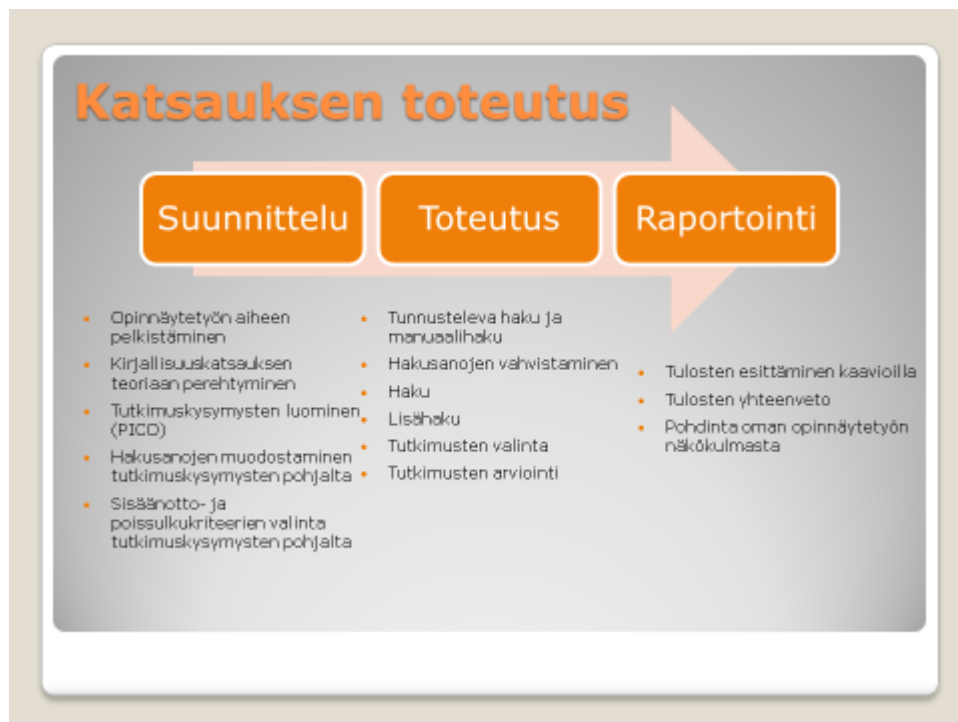 Katsauksen toteutus
Suunnittelu
Toteutus
Raportointi
Opinnäytetyön aiheen
pelkistäminen
Kirjallisuuskatsauksen
teoriaan perehtyminen
Tutkimuskysymysten luominen
(PICO)
Hakusanojen muodostaminen
tutkimuskysymysten pohjalta
Sisäänotto- ja
poissulkukriteerien valinta
tutkimuskysymysten pohjalta
Tunnusteleva haku ja
manuaalihaku
Hakusanojen vahvistaminen
Haku
Lisähaku
Tutkimusten valinta
Tutkimusten arviointi
Tulosten esittäminen kaavioilla
Tulosten yhteenveto
Pohdinta oman opinnäytetyön
näkökulmasta